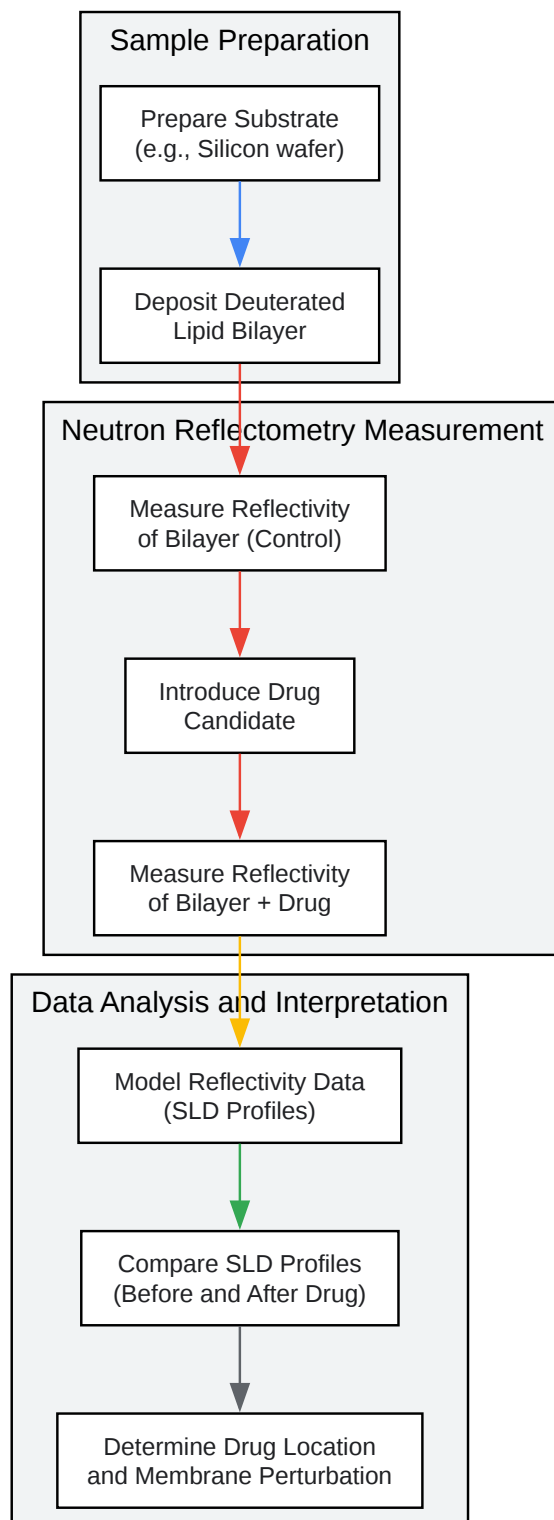 Sample Preparation
Prepare Substrate
(e.g., Silicon wafer)
Deposit Deuterated
Lipid Bilayer
Neutron Reflectometry Measurement
Measure Reflectivity
of Bilayer (Control)
Introduce Drug
Candidate
Measure Reflectivity
of Bilayer + Drug
Data Analysis and Interpretation
Model Reflectivity Data
(SLD Profiles)
Compare SLD Profiles
(Before and After Drug)
Determine Drug Location
and Membrane Perturbation